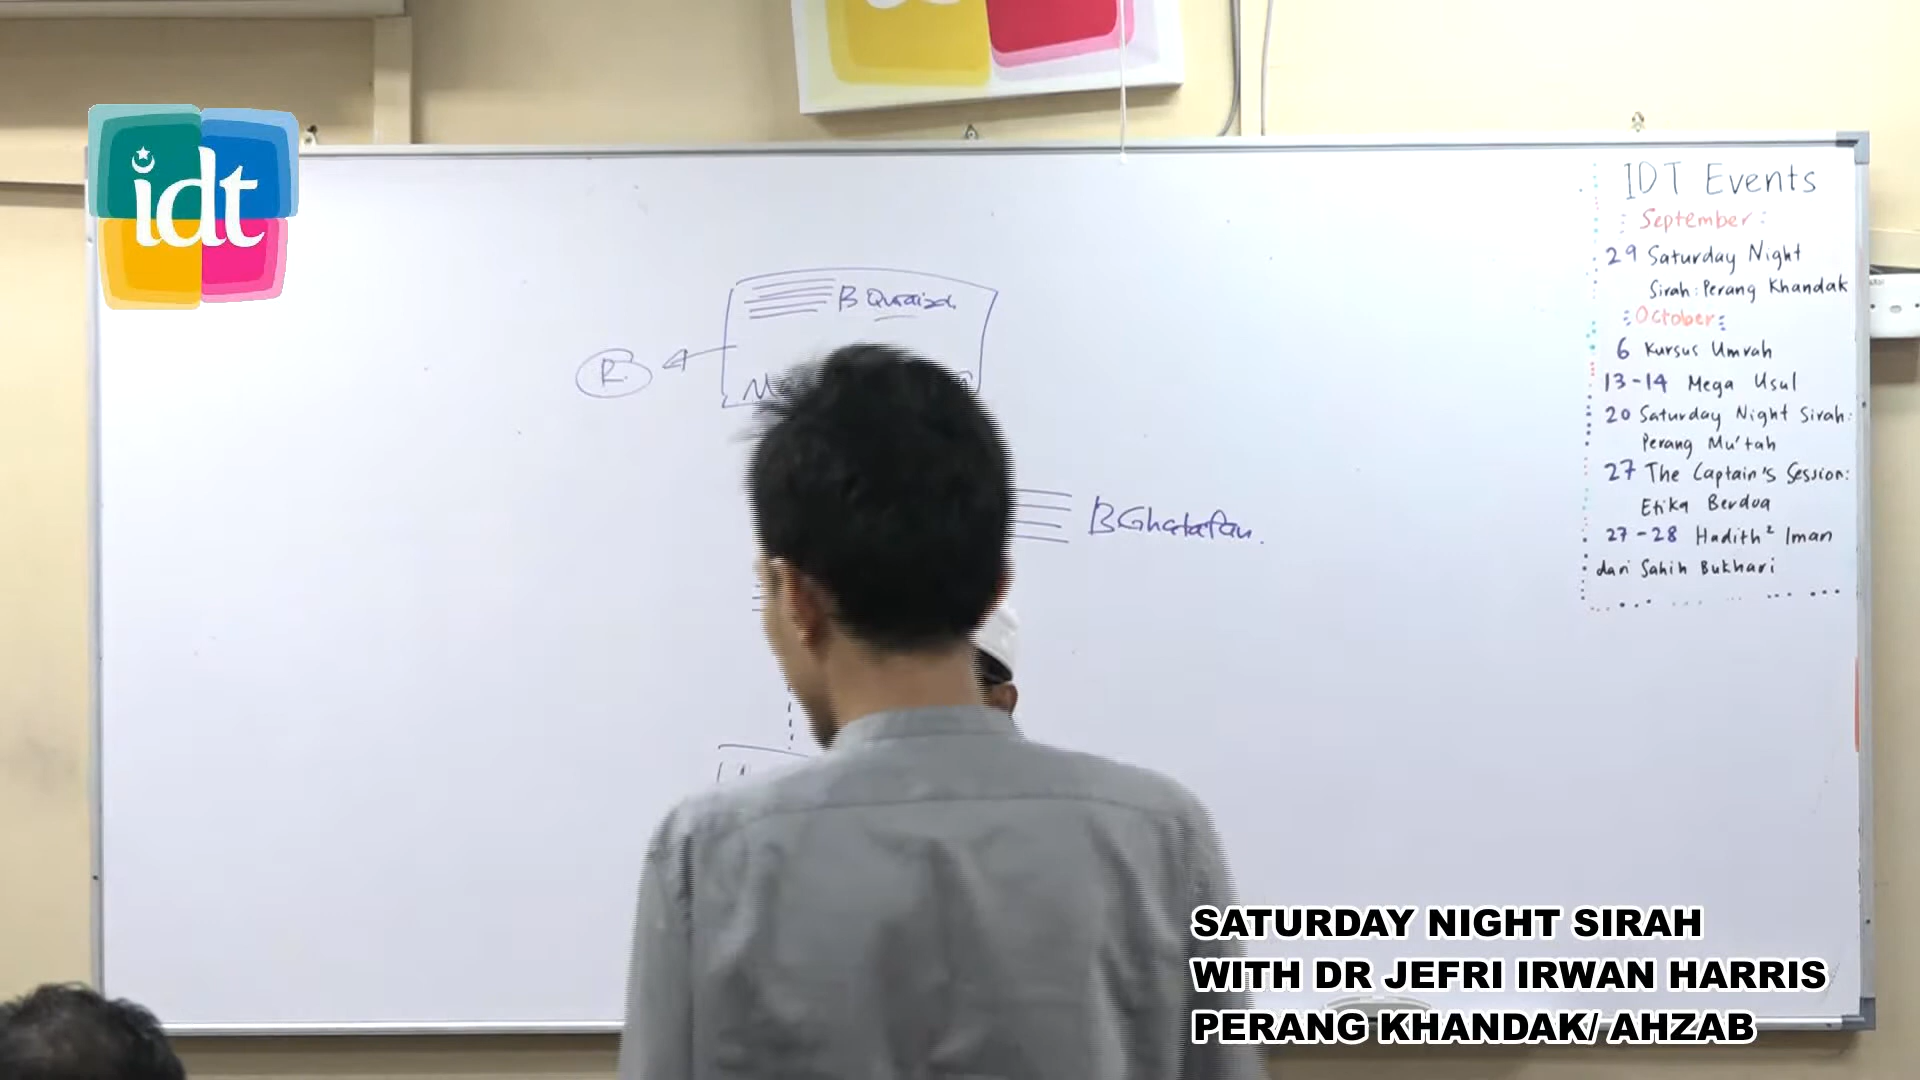 idt
B Quraizah
R.
B Ghatafan.
IDT Events
September:
29 Saturday Night
Sirah: Perang Khandak
:October:
6 Kursus Umrah
13-14 Mega Usul
20 Saturday Night Sirah:
Perang Mu'tah
27 The Captain's Session:
Etika Berdoa
27-28 Hadith² Iman
dari Sahih Bukhari
SATURDAY NIGHT SIRAH
WITH DR JEFRI IRWAN HARRIS
PERANG KHANDAK/ AHZAB